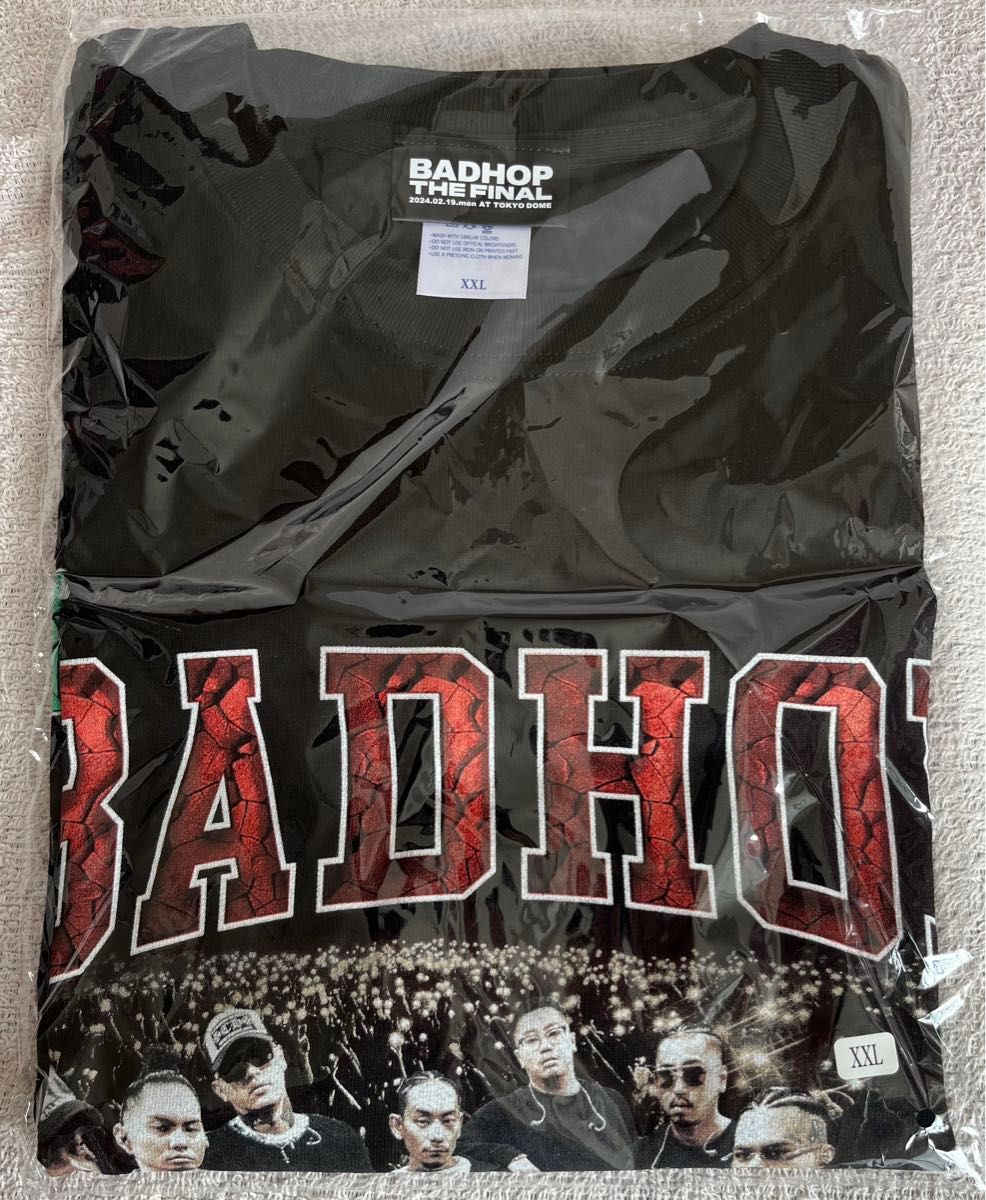 BADHOP
THE FINAL
2024.02.19.mon AT TOKYO DOME
•WASH WITH SIMILAR COLORS
•DO NOT USE OPTICAL BRIGHTENERS
•DO NOT USE IRON ON PRINTED PART
•USE A PRESSING CLOTH WHEN IRONING
XXL
BADHO
XXL